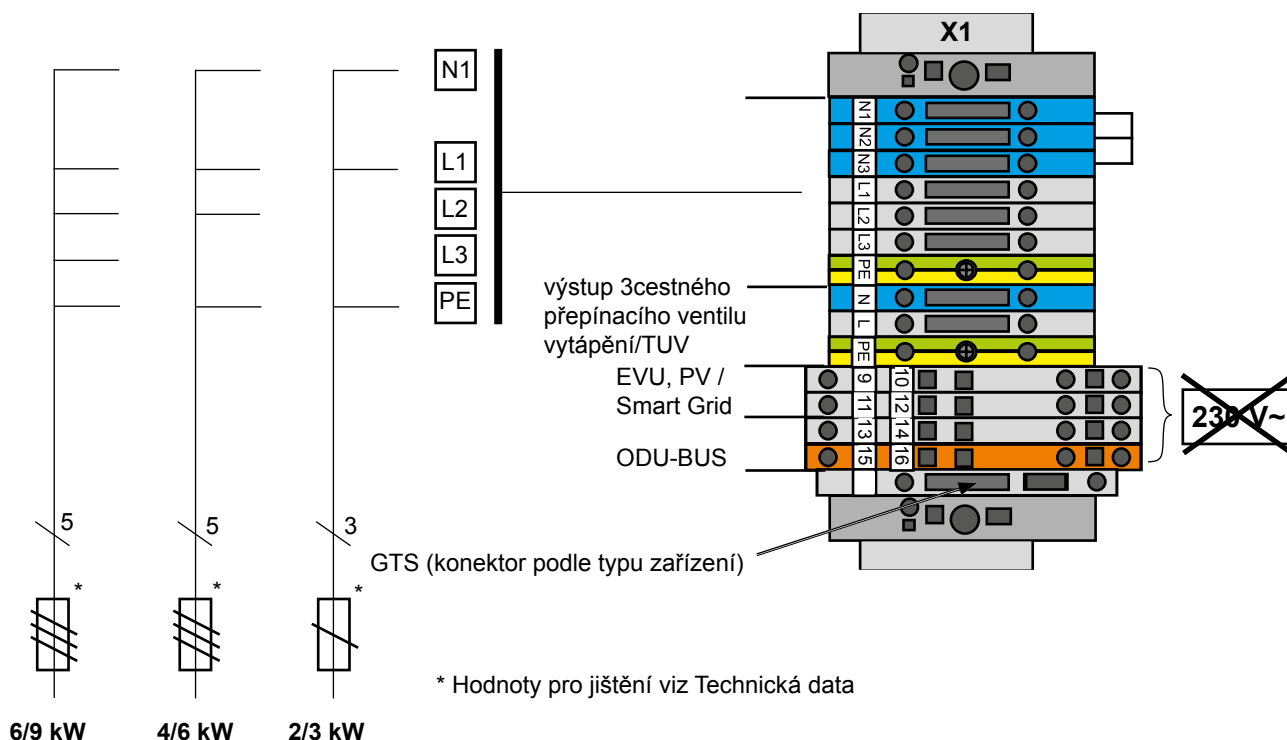 X1
N1
L1
L2
L3
PE
N1
N2
N3
L1
L2
L3
PE
N
L
PE
9 10
11 12
13 14
15 16
výstup 3cestného
přepínacího ventilu
vytápění/TUV
EVU, PV /
Smart Grid
ODU-BUS
230 V~
GTS (konektor podle typu zařízení)
5
5
3
*
*
*
* Hodnoty pro jištění viz Technická data
6/9 kW
4/6 kW
2/3 kW